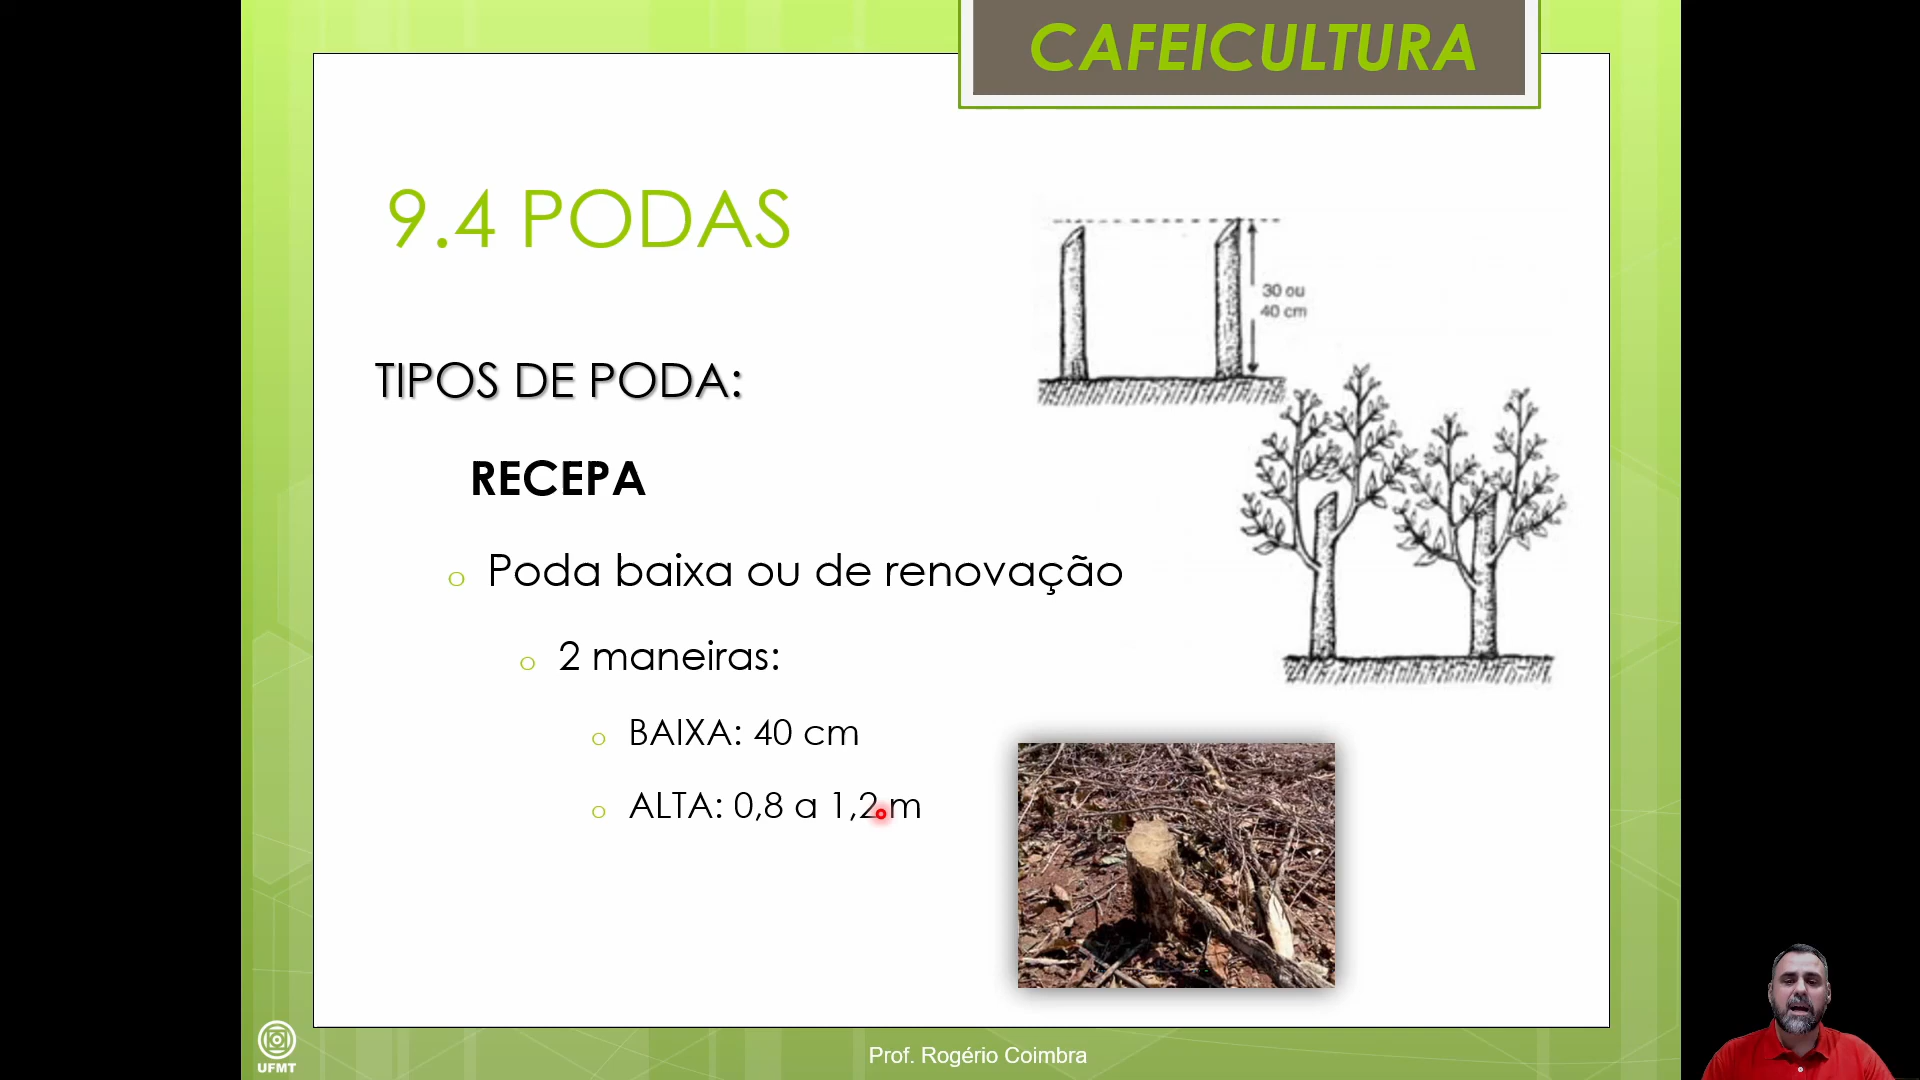 CAFEICULTURA
9.4 PODAS
30 ou
40 cm
TIPOS DE PODA:
RECEPA
o Poda baixa ou de renovação
o 2 maneiras:
o BAIXA: 40 cm
o ALTA: 0,8 a 1,2 m
UFMT
Prof. Rogério Coimbra